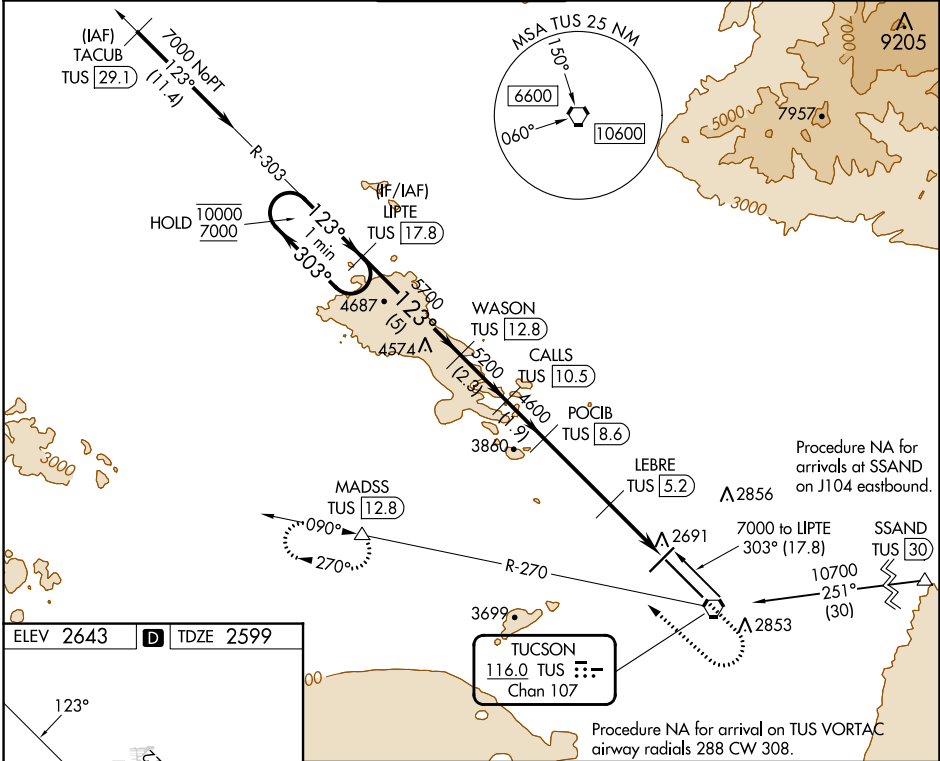 (IAF)
TACUB
TUS 29.1
7000 NoPT
123°
(11.4)
R-303
MSA TUS 25 NM
150°
6600
060°
10600
7000
9205
7957
5000
3000
HOLD 10000
7000
123°
1 min
303°
(IF/IAF)
LIPTE
TUS 17.8
4687
5700
123°
(5)
4574
WASON
TUS 12.8
5200
(2.3)
CALLS
TUS 10.5
4600
(1.9)
POCIB
TUS 8.6
3860
3000
LEBRE
TUS 5.2
2856
Procedure NA for
arrivals at SSAND
on J104 eastbound.
MADSS
TUS 12.8
090°
270°
R-270
2691
7000 to LIPTE
303° (17.8)
SSAND
TUS 30
10700
251°
(30)
3699
2853
TUCSON
116.0 TUS
Chan 107
ELEV 2643 D TDZE 2599
123°
00
Procedure NA for arrival on TUS VORTAC
airway radials 288 CW 308.